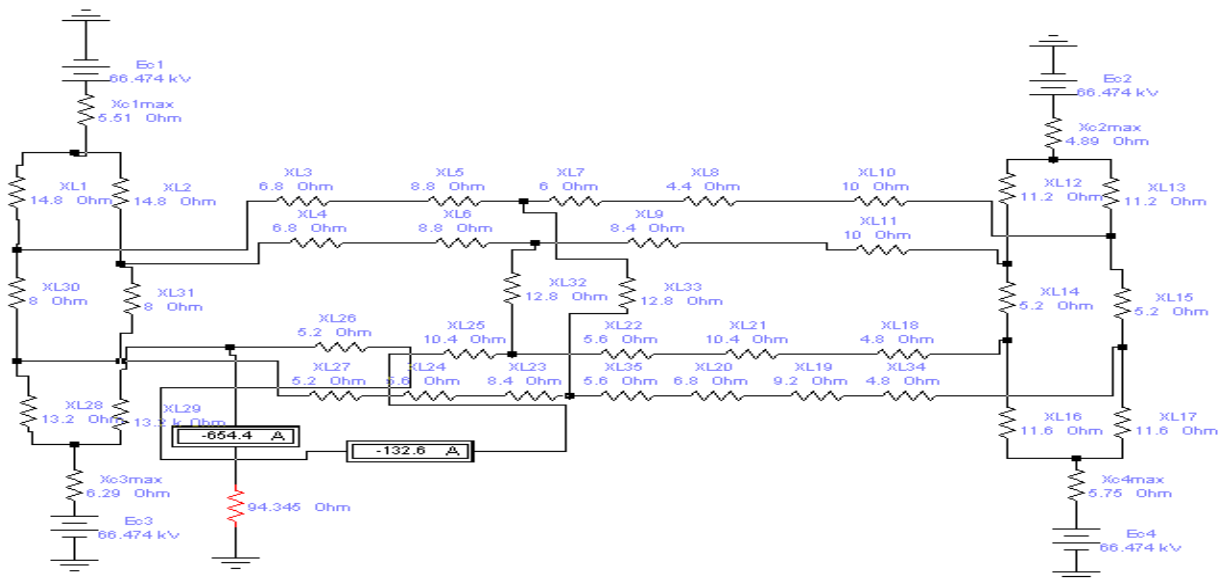 Ec1
66.474 kV
Xc1max
5.51 Ohm
Ec2
66.474 kV
Xc2max
4.89 Ohm
XL1
14.8 Ohm
XL2
14.8 Ohm
XL3
6.8 Ohm
XL5
8.8 Ohm
XL7
6 Ohm
XL8
4.4 Ohm
XL10
10 Ohm
XL12
11.2 Ohm
XL13
11.2 Ohm
XL4
6.8 Ohm
XL6
8.8 Ohm
XL9
8.4 Ohm
XL11
10 Ohm
XL30
8 Ohm
XL31
8 Ohm
XL32
12.8 Ohm
XL33
12.8 Ohm
XL14
5.2 Ohm
XL15
5.2 Ohm
XL26
5.2 Ohm
XL25
10.4 Ohm
XL22
5.6 Ohm
XL21
10.4 Ohm
XL18
4.8 Ohm
XL27
5.2 Ohm
XL24
5.6 Ohm
XL23
8.4 Ohm
XL35
5.6 Ohm
XL20
6.8 Ohm
XL19
9.2 Ohm
XL34
4.8 Ohm
XL28
13.2 Ohm
XL29
13.2 k Ohm
XL16
11.6 Ohm
XL17
11.6 Ohm
-654.4 A
-132.6 A
Xc3max
6.29 Ohm
Ec3
66.474 kV
94.345 Ohm
Xc4max
5.75 Ohm
Ec4
66.474 kV